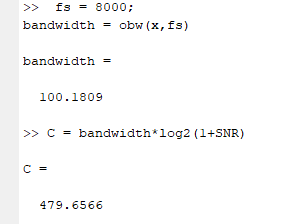 >>  fs = 8000;
bandwidth = obw(x,fs)
bandwidth =
100.1809
>> C = bandwidth*log2(1+SNR)
C =
479.6566